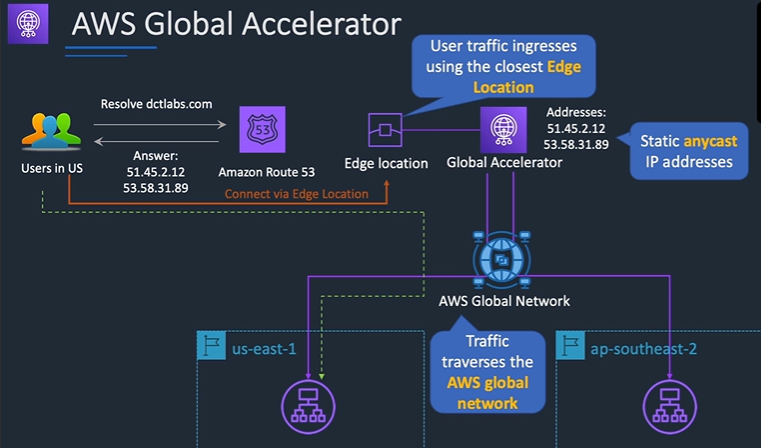 AWS Global Accelerator
User traffic ingresses
using the closest Edge
Location
Resolve dctlabs.com
53
Addresses:
51.45.2.12
53.58.31.89
Static anycast
IP addresses
Users in US
Answer:
51.45.2.12
53.58.31.89
Amazon Route 53
Edge location
Global Accelerator
Connect via Edge Location
AWS Global Network
us-east-1
Traffic
traverses the
AWS global
network
ap-southeast-2